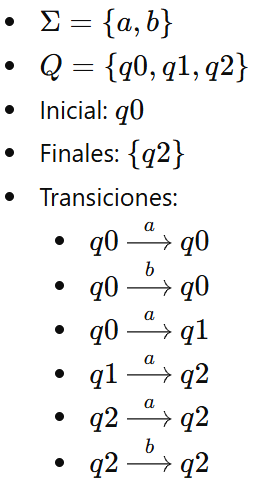 • Σ = {a, b}
• Q = {q0, q1, q2}
• Inicial: q0
• Finales: {q2}
• Transiciones:
• q0 —a→ q0
• q0 —b→ q0
• q0 —a→ q1
• q1 —a→ q2
• q2 —a→ q2
• q2 —b→ q2